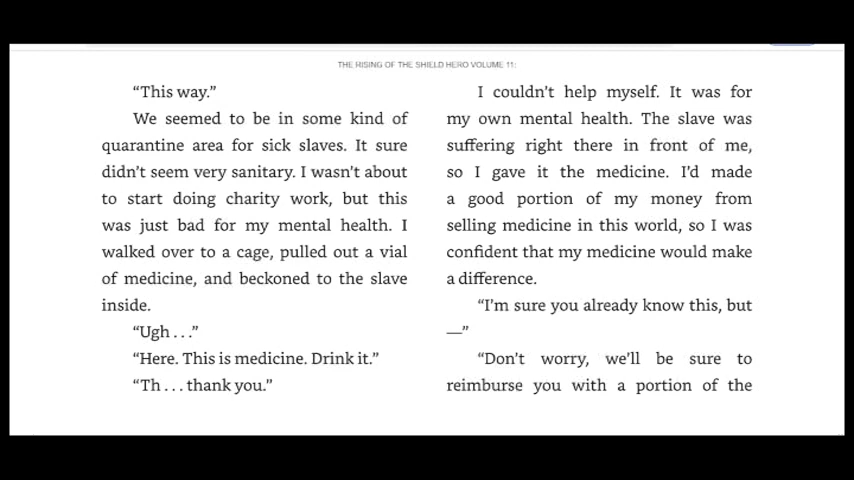 THE RISING OF THE SHIELD HERO VOLUME 11:
“This way.”
We seemed to be in some kind of
quarantine area for sick slaves. It sure
didn’t seem very sanitary. I wasn’t about
to start doing charity work, but this
was just bad for my mental health. I
walked over to a cage, pulled out a vial
of medicine, and beckoned to the slave
inside.
“Ugh . . .”
“Here. This is medicine. Drink it.”
“Th . . . thank you.”
I couldn’t help myself. It was for
my own mental health. The slave was
suffering right there in front of me,
so I gave it the medicine. I’d made
a good portion of my money from
selling medicine in this world, so I was
confident that my medicine would make
a difference.
“I’m sure you already know this, but
—”
“Don’t worry, we’ll be sure to
reimburse you with a portion of the